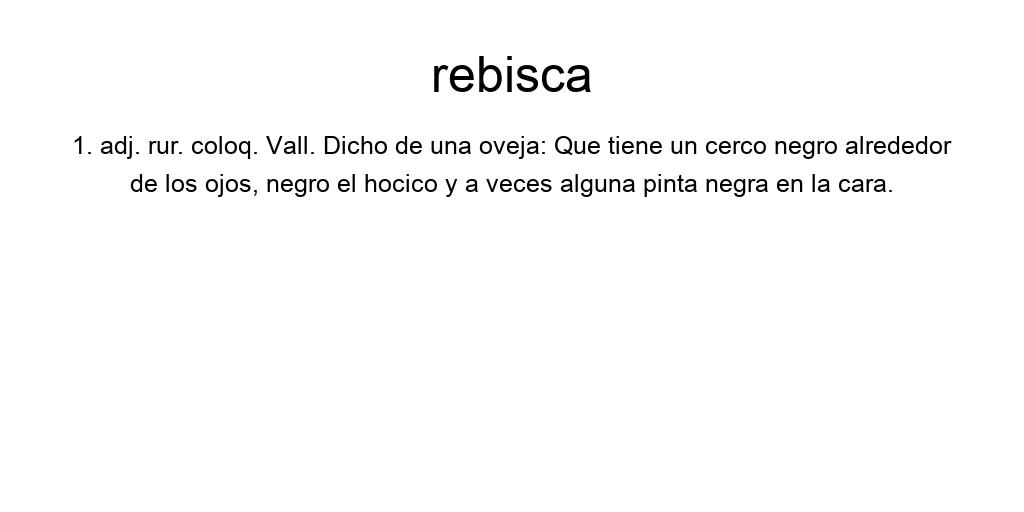 rebisca
1. adj. rur. coloq. Vall. Dicho de una oveja: Que tiene un cerco negro alrededor
de los ojos, negro el hocico y a veces alguna pinta negra en la cara.